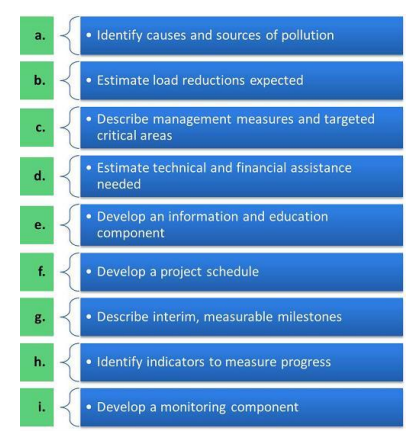 a. • Identify causes and sources of pollution
b. • Estimate load reductions expected
c. • Describe management measures and targeted
critical areas
d. • Estimate technical and financial assistance
needed
e. • Develop an information and education
component
f. • Develop a project schedule
g. • Describe interim, measurable milestones
h. • Identify indicators to measure progress
i. • Develop a monitoring component